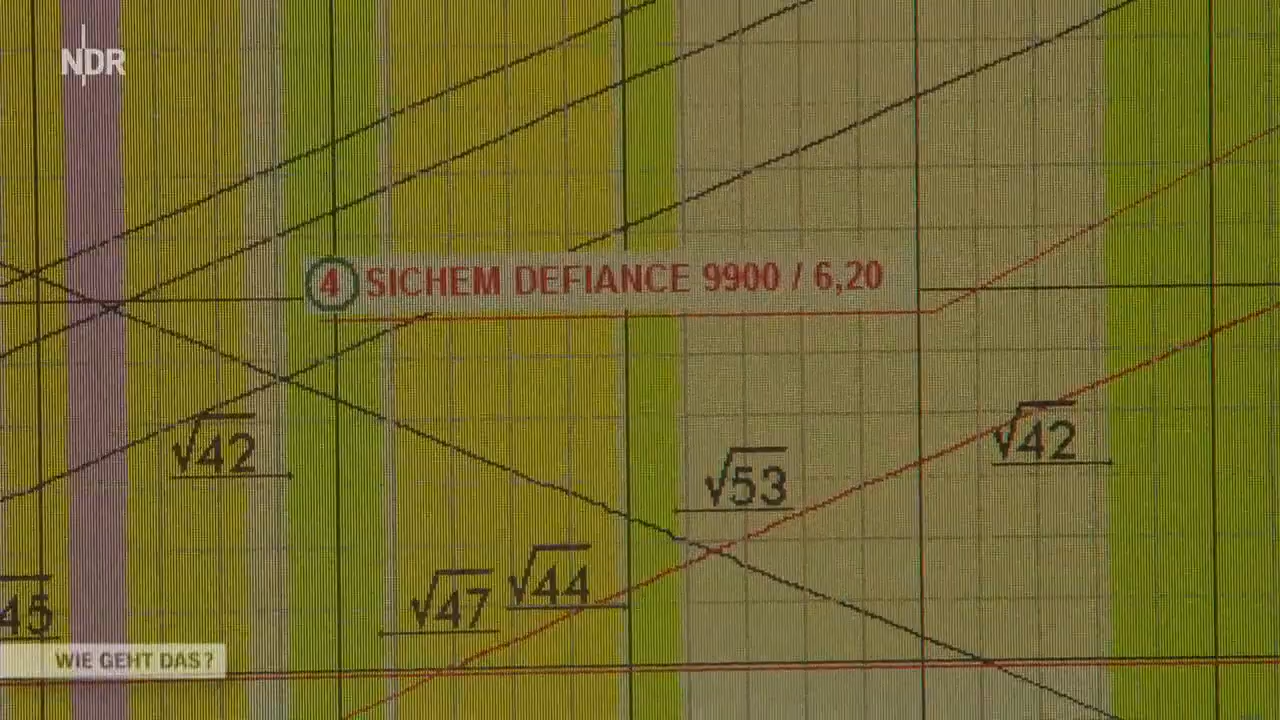 NDR
4 SICHEM DEFIANCE 9900 / 6,20
√42
√42
√53
√44
√47
45
WIE GEHT DAS?